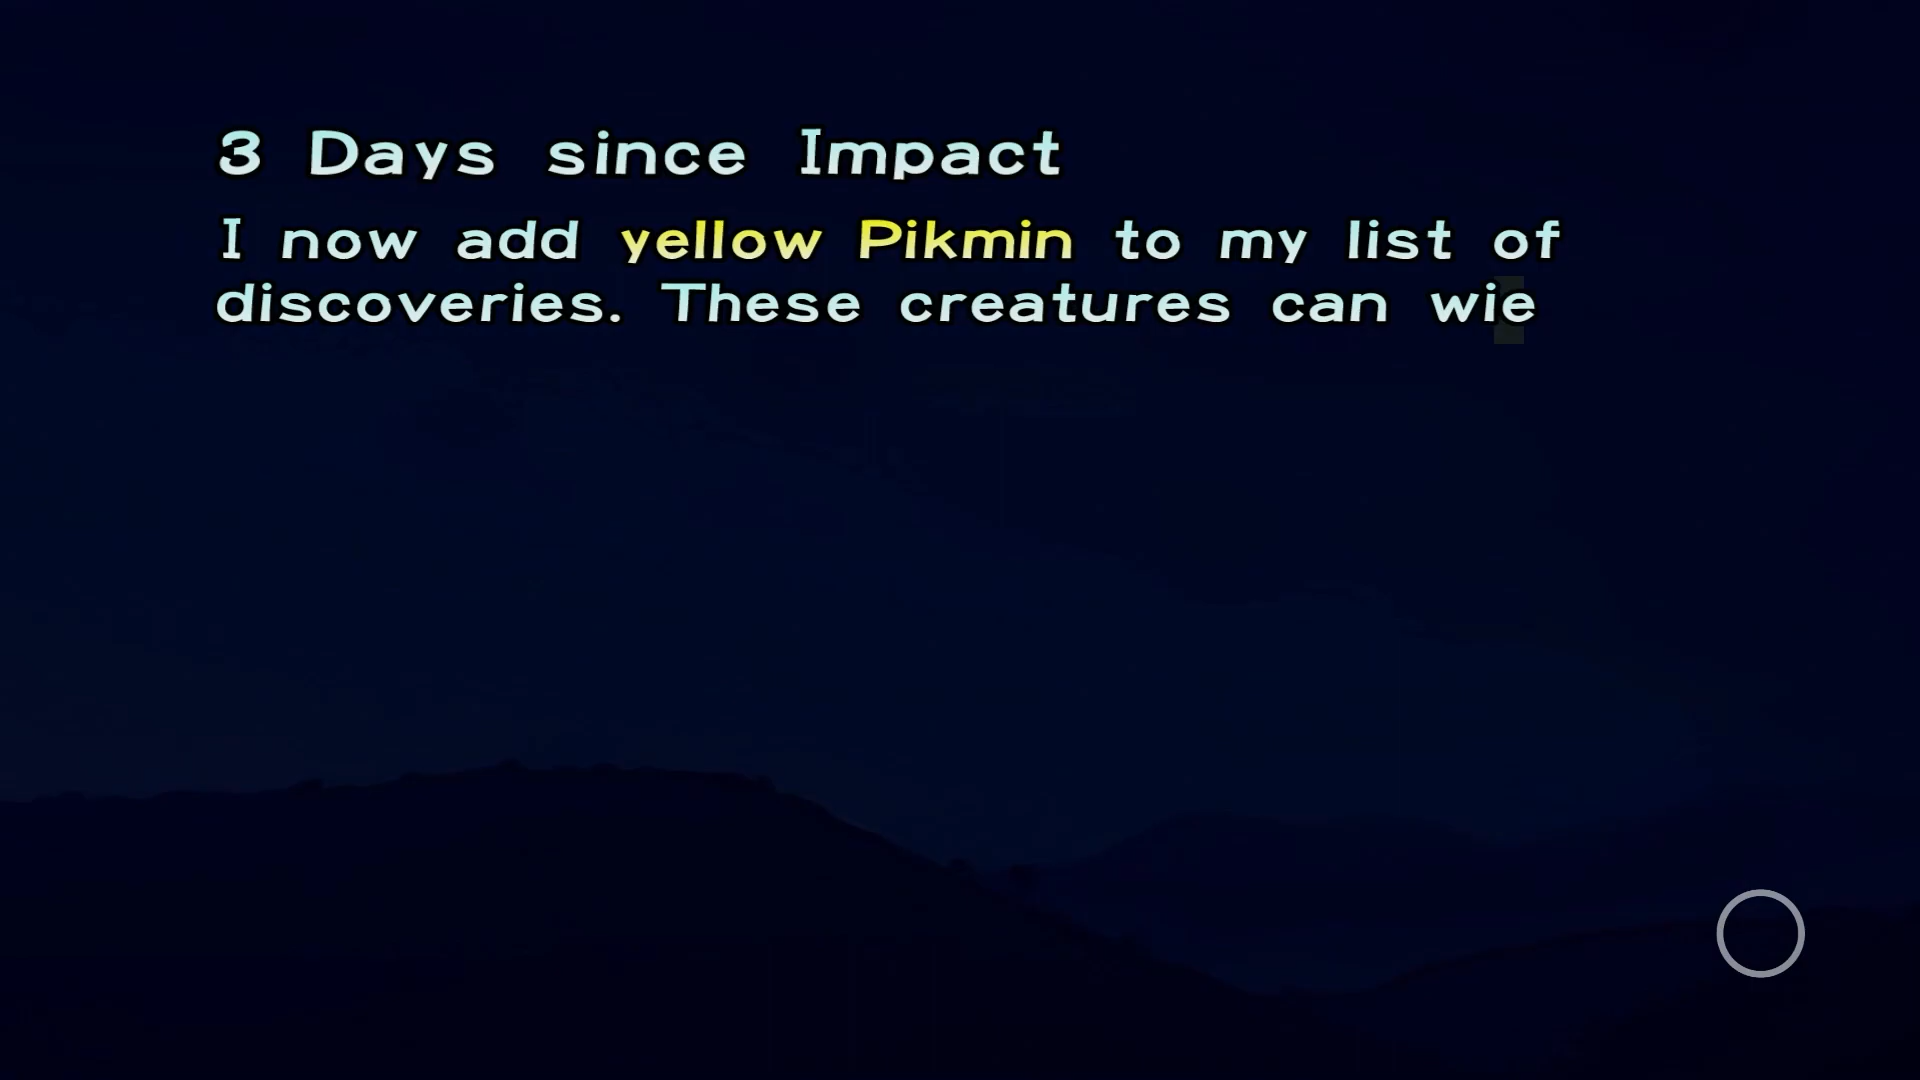 3 Days since Impact
I now add yellow Pikmin to my list of
discoveries. These creatures can wie